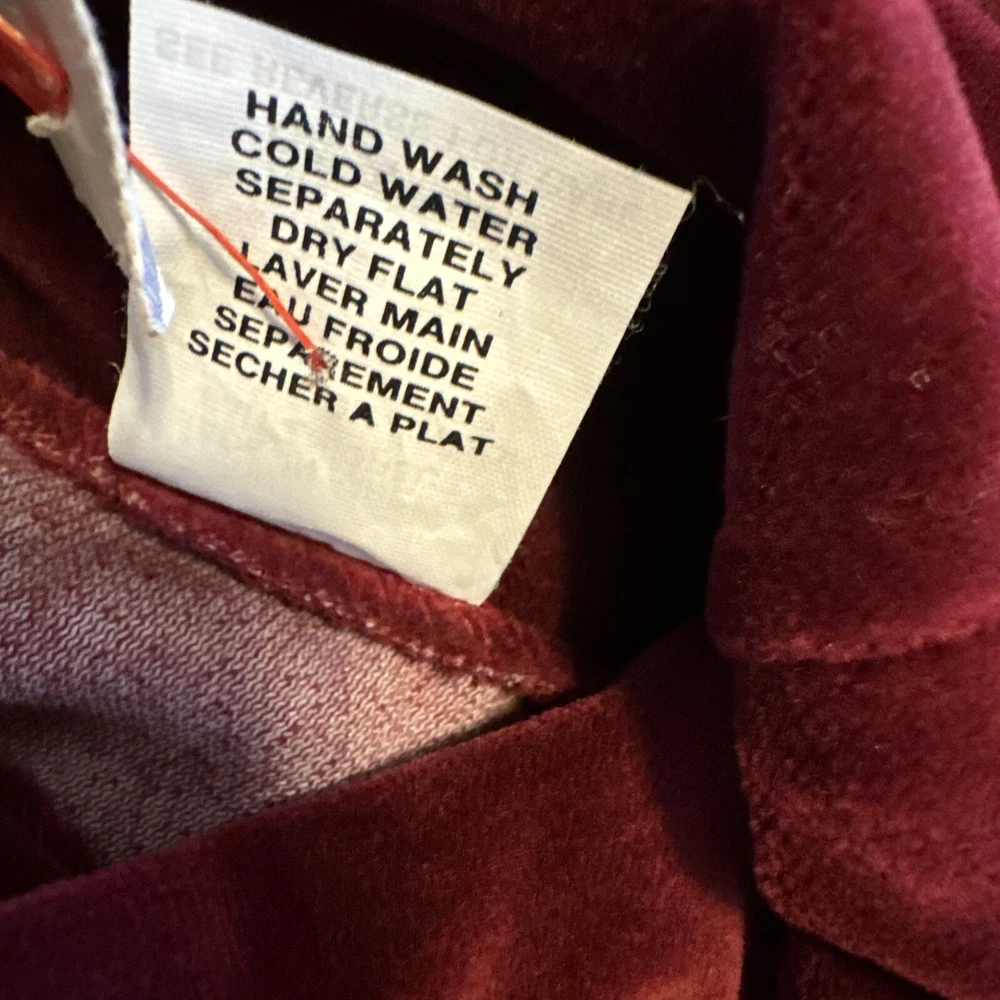 HAND WASH
COLD WATER
SEPARATELY
DRY FLAT
LAVER MAIN
EAU FROIDE
SEPAREMENT
SECHER A PLAT